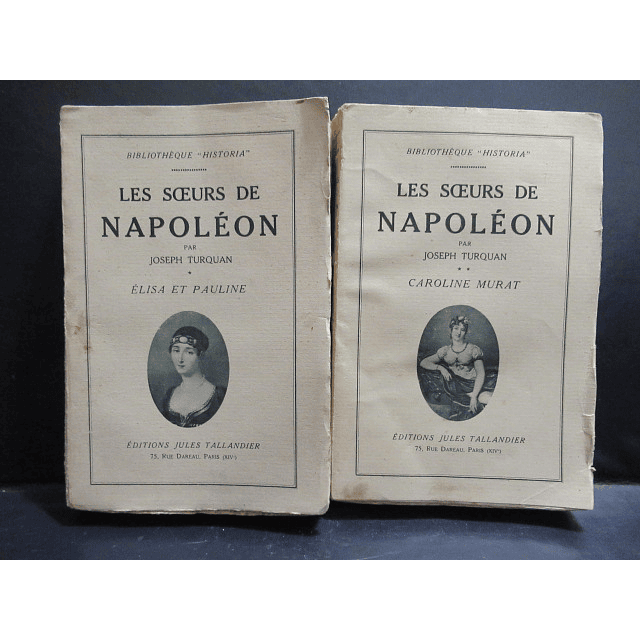 BIBLIOTHÈQUE "HISTORIA"
LES SŒURS DE
NAPOLÉON
PAR
JOSEPH TURQUAN
*
ÉLISA ET PAULINE
ÉDITIONS JULES TALLANDIER
75, RUE DAREAU, PARIS (XIVᵉ)
BIBLIOTHÈQUE "HISTORIA"
LES SŒURS DE
NAPOLÉON
PAR
JOSEPH TURQUAN
* *
CAROLINE MURAT
ÉDITIONS JULES TALLANDIER
75, RUE DAREAU, PARIS (XIVᵉ)